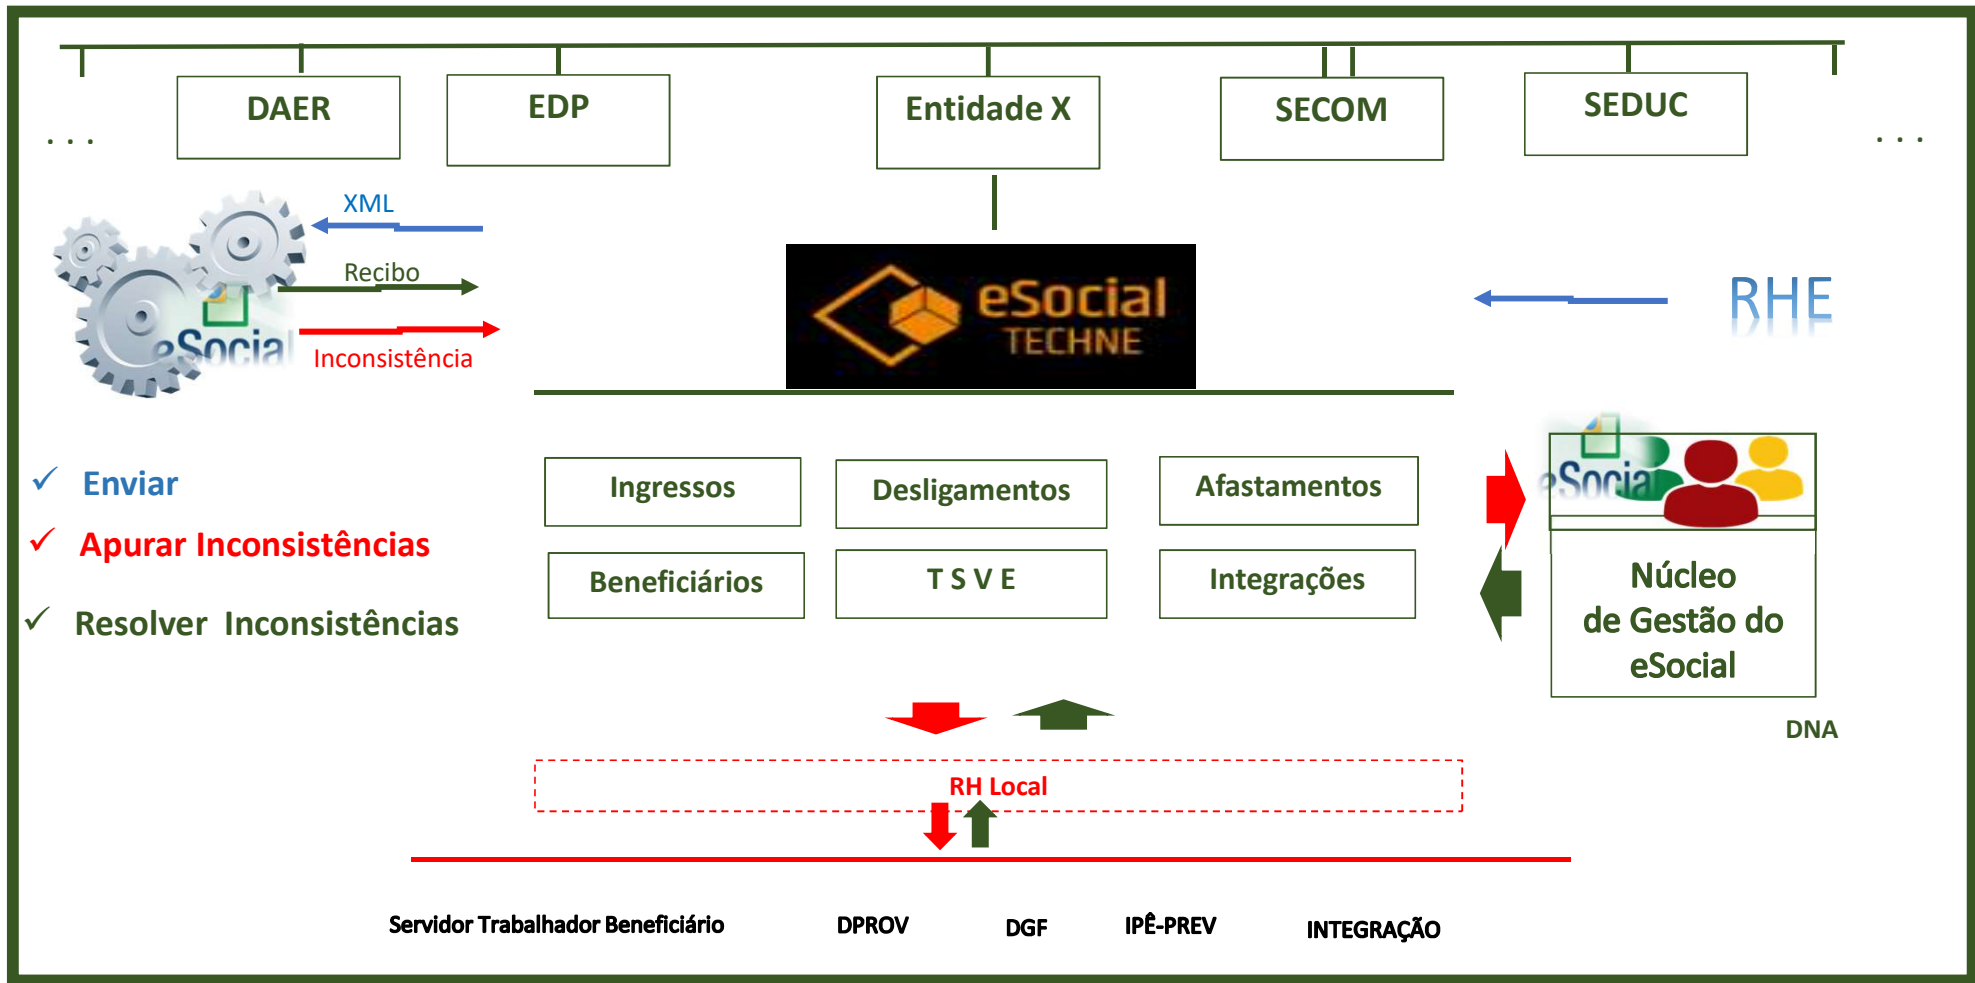 DAER
EDP
Entidade X
SECOM
SEDUC
. . .
. . .
XML
Recibo
Inconsistência
eSocial
eSocial
TECHNE
RHE
Enviar
Apurar Inconsistências
Resolver Inconsistências
Ingressos
Desligamentos
Afastamentos
Beneficiários
T S V E
Integrações
eSocial
Núcleo
de Gestão do
eSocial
DNA
RH Local
Servidor Trabalhador Beneficiário
DPROV
DGF
IPÊ-PREV
INTEGRAÇÃO